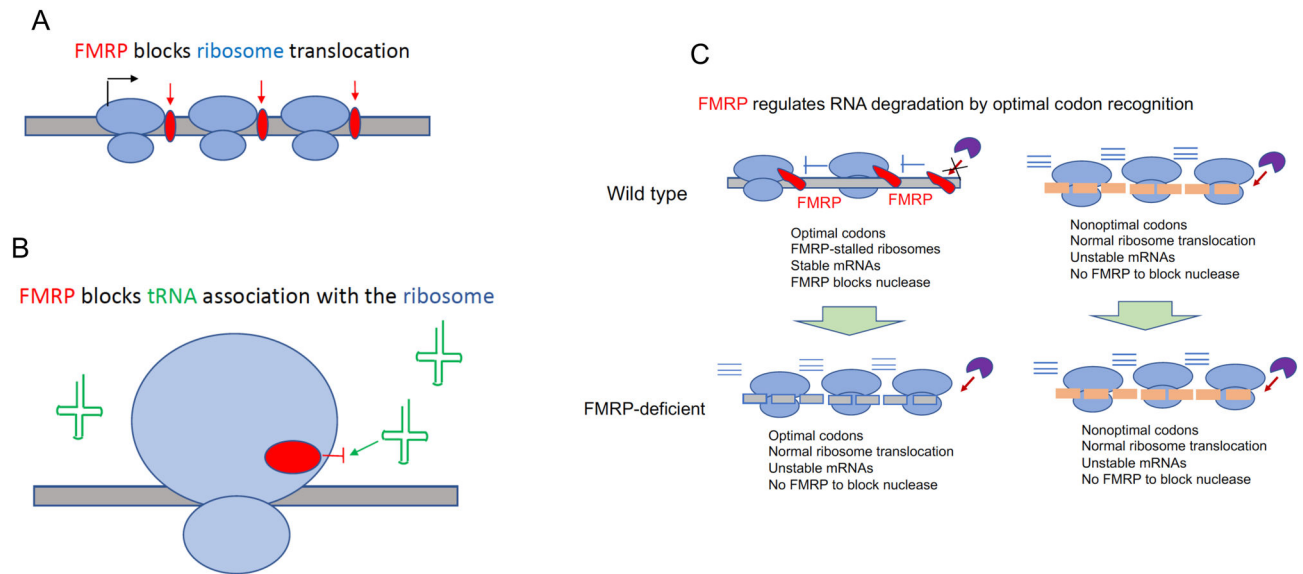 A
FMRP blocks ribosome translocation
B
FMRP blocks tRNA association with the ribosome
C
FMRP regulates RNA degradation by optimal codon recognition
Wild type
FMRP
FMRP
Optimal codons
FMRP-stalled ribosomes
Stable mRNAs
FMRP blocks nuclease
Nonoptimal codons
Normal ribosome translocation
Unstable mRNAs
No FMRP to block nuclease
FMRP-deficient
Optimal codons
Normal ribosome translocation
Unstable mRNAs
No FMRP to block nuclease
Nonoptimal codons
Normal ribosome translocation
Unstable mRNAs
No FMRP to block nuclease